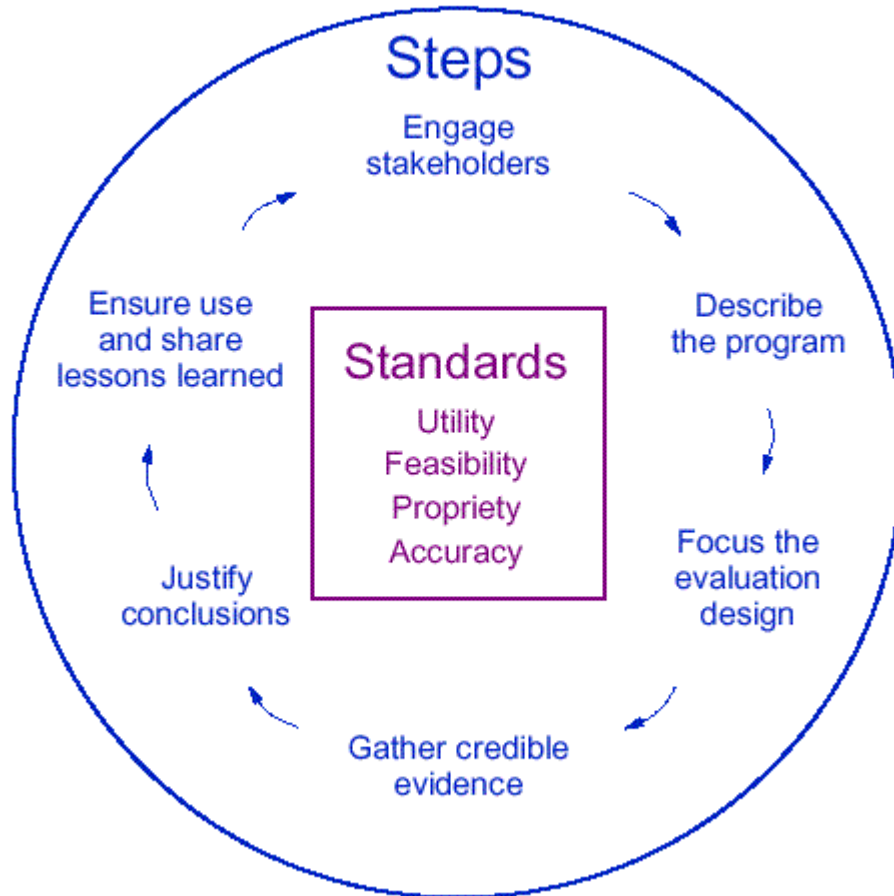 Steps
Engage
stakeholders
Describe
the program
Focus the
evaluation
design
Gather credible
evidence
Justify
conclusions
Ensure use
and share
lessons learned
Standards
Utility
Feasibility
Propriety
Accuracy